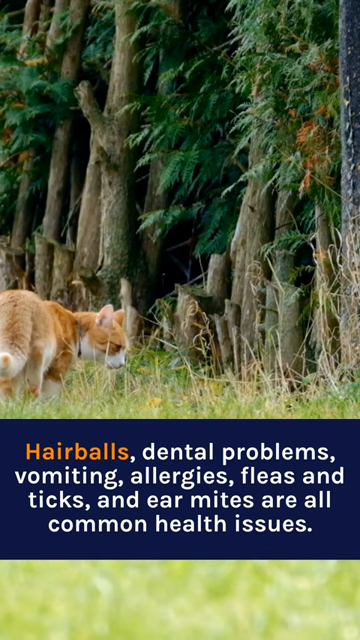 Hairballs, dental problems,
vomiting, allergies, fleas and
ticks, and ear mites are all
common health issues.